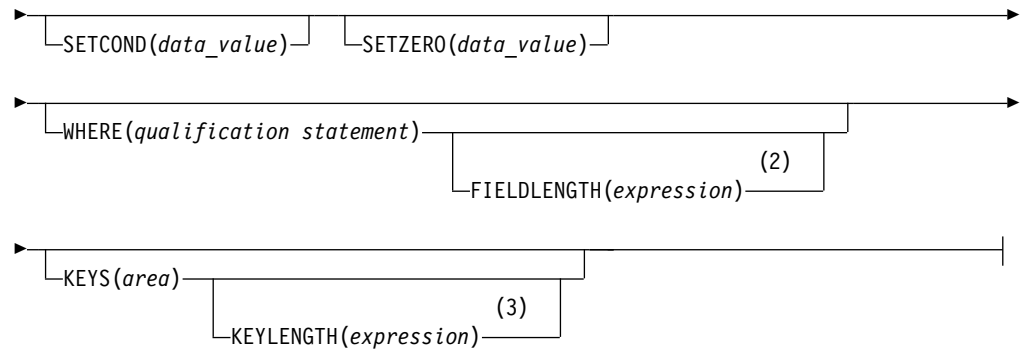 SETCOND(data_value) SETZERO(data_value)
WHERE(qualification statement)
(2)
FIELDLENGTH(expression)
KEYS(area)
(3)
KEYLENGTH(expression)